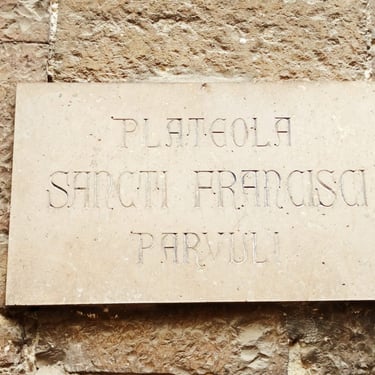 PLATEOLA
SANCTI FRANCISCI
PARVULI